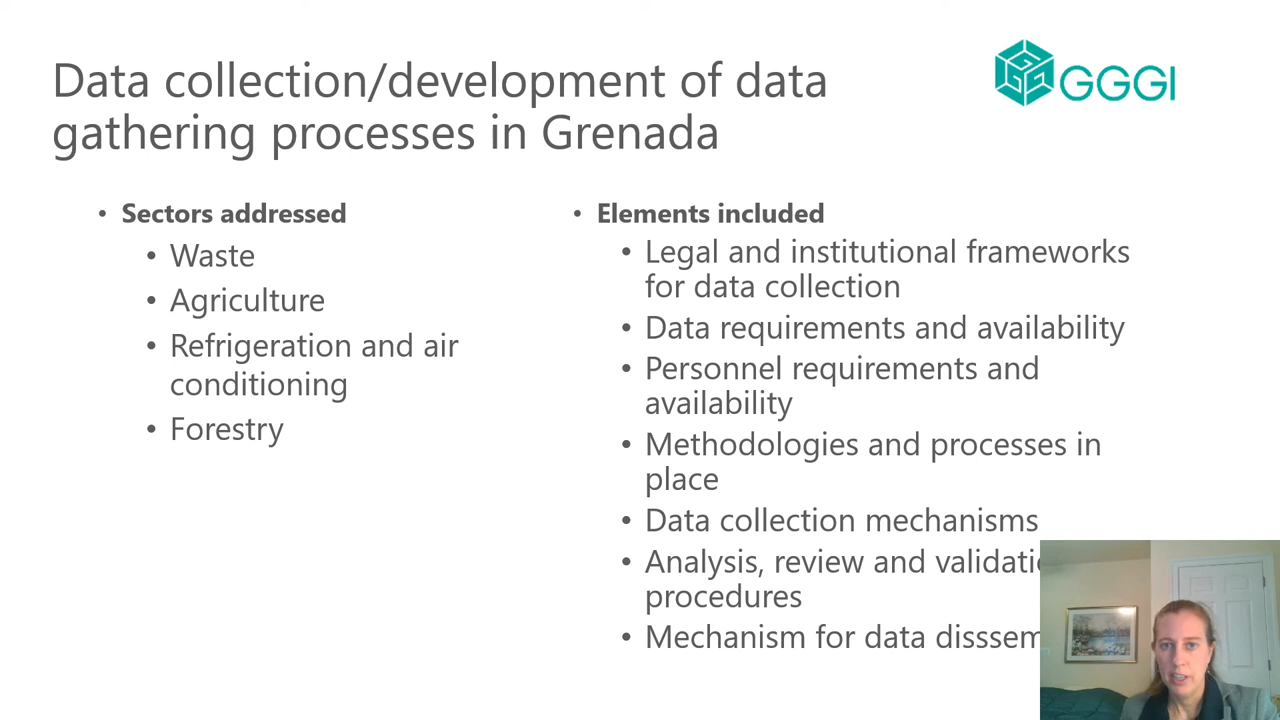 Data collection/development of data
gathering processes in Grenada
GGGI
• Sectors addressed
• Waste
• Agriculture
• Refrigeration and air
conditioning
• Forestry
• Elements included
• Legal and institutional frameworks
for data collection
• Data requirements and availability
• Personnel requirements and
availability
• Methodologies and processes in
place
• Data collection mechanisms
• Analysis, review and
procedures
• Mechanism for data